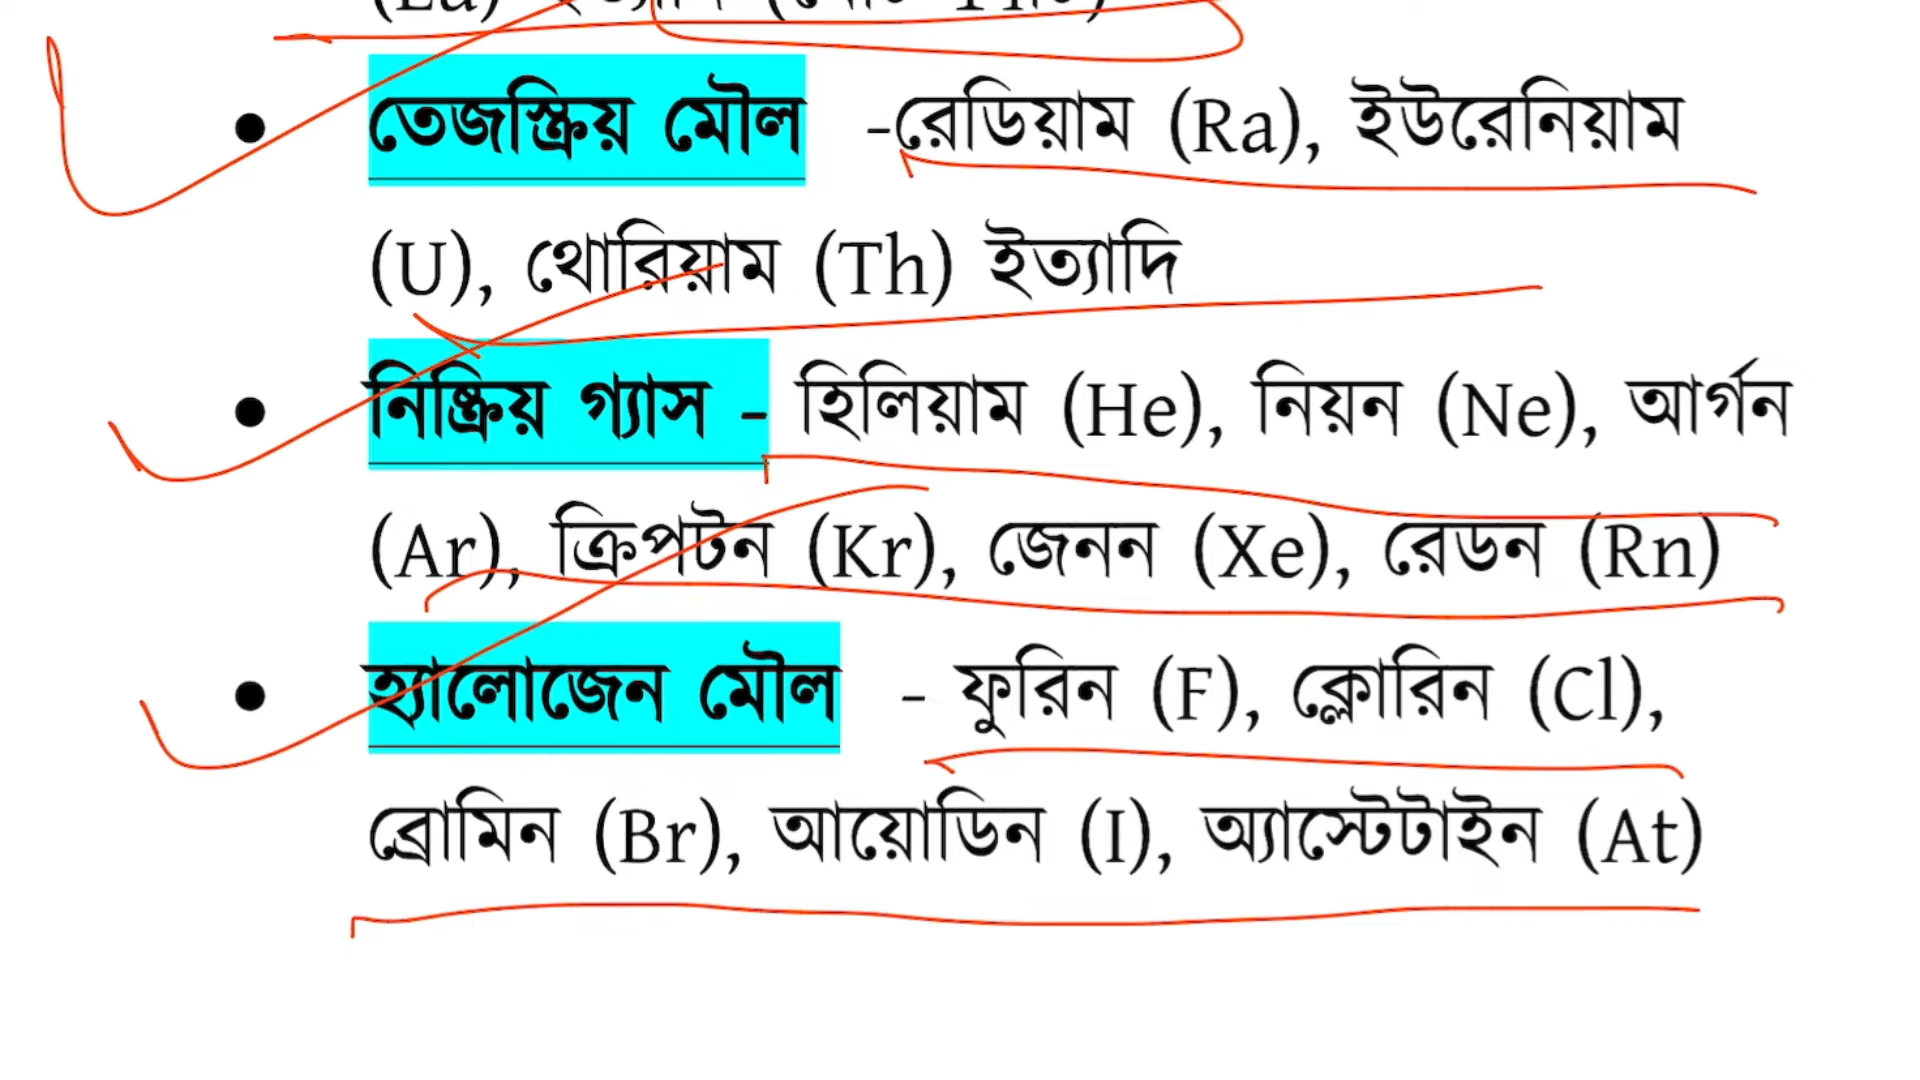 • তেজস্ক্রিয় মৌল -রেডিয়াম (Ra), ইউরেনিয়াম
(U), থোরিয়াম (Th) ইত্যাদি
• নিষ্ক্রিয় গ্যাস - হিলিয়াম (He), নিয়ন (Ne), আর্গন
(Ar), ক্রিপটন (Kr), জেনন (Xe), রেডন (Rn)
• হ্যালোজেন মৌল - ফুরিন (F), ক্লোরিন (Cl),
ব্রোমিন (Br), আয়োডিন (I), অ্যাস্টেটাইন (At)